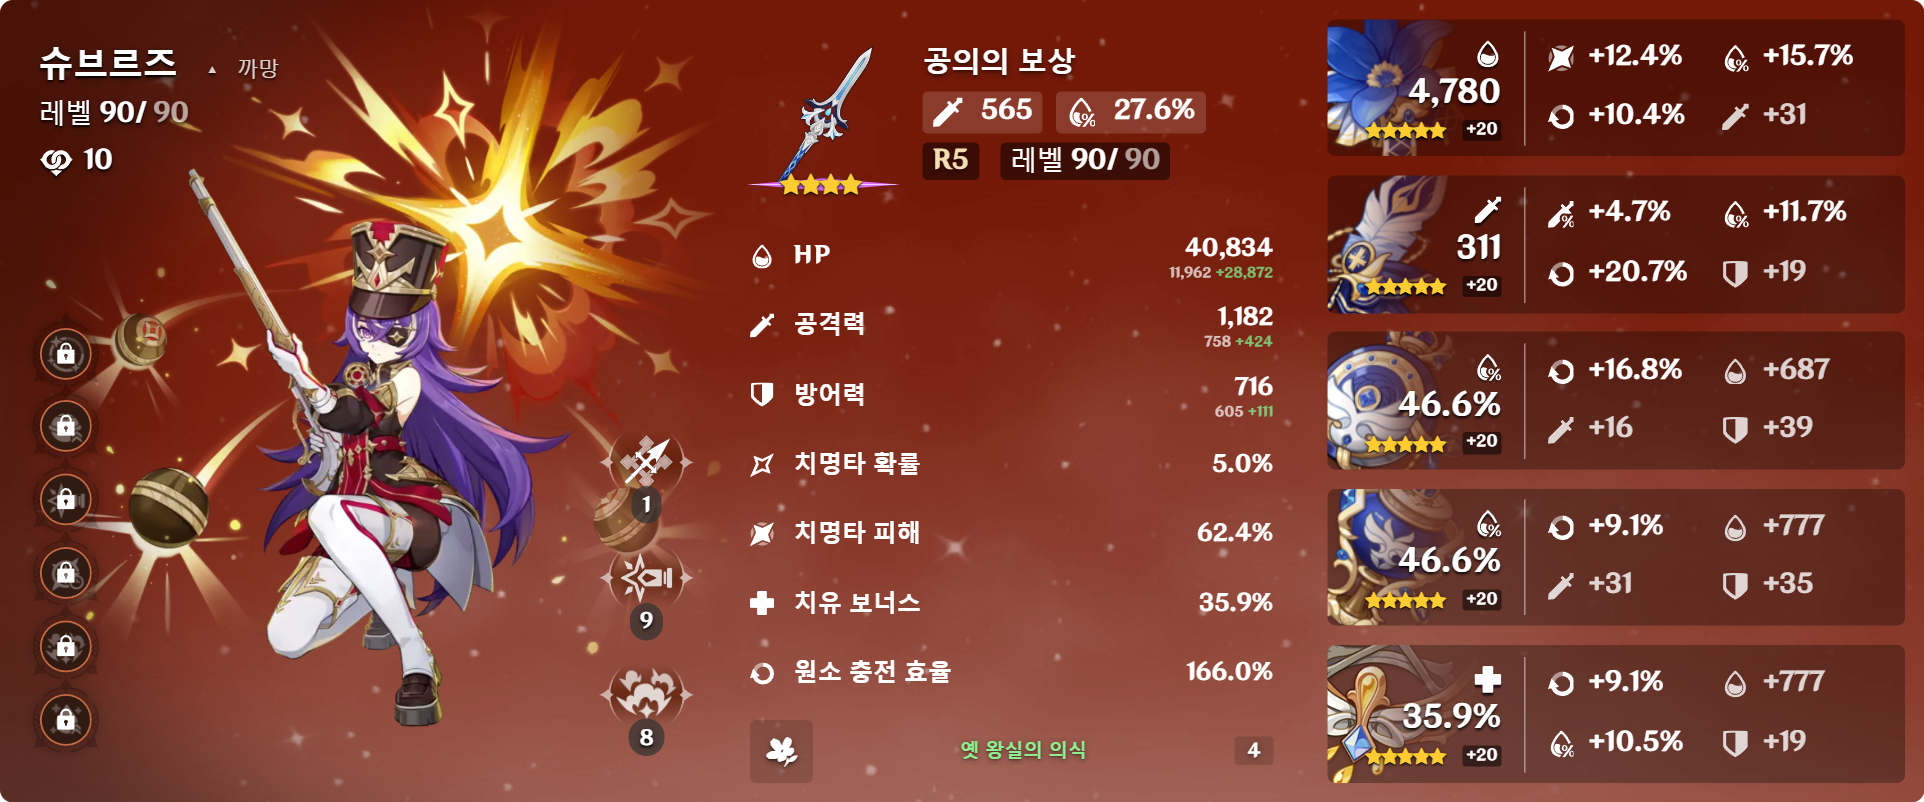 슈브르즈 ▲ 까망
레벨 90/ 90
10
1
9
8
공의의 보상
565 27.6%
R5 레벨 90/ 90
HP 40,834
11,962 +28,872
공격력 1,182
758 +424
방어력 716
605 +111
치명타 확률 5.0%
치명타 피해 62.4%
치유 보너스 35.9%
원소 충전 효율 166.0%
옛 왕실의 의식 4
4,780
+20
+12.4% +15.7%
+10.4% +31
311
+20
+4.7% +11.7%
+20.7% +19
46.6%
+20
+16.8% +687
+16 +39
46.6%
+20
+9.1% +777
+31 +35
35.9%
+20
+9.1% +777
+10.5% +19